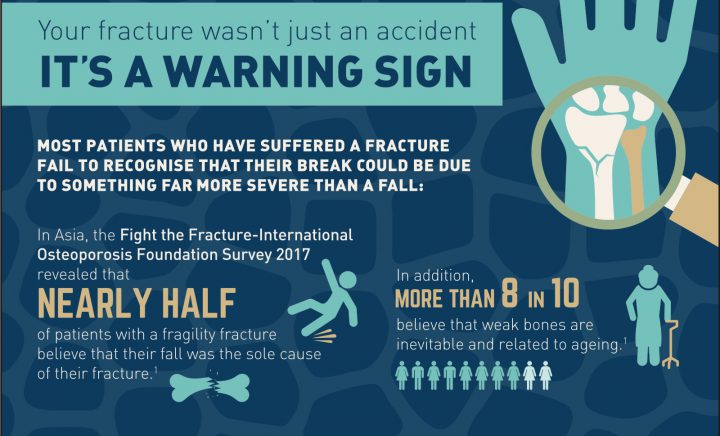 Your fracture wasn't just an accident
IT'S A WARNING SIGN
MOST PATIENTS WHO HAVE SUFFERED A FRACTURE
FAIL TO RECOGNISE THAT THEIR BREAK COULD BE DUE
TO SOMETHING FAR MORE SEVERE THAN A FALL:
In Asia, the Fight the Fracture-International
Osteoporosis Foundation Survey 2017
revealed that
NEARLY HALF
of patients with a fragility fracture
believe that their fall was the sole cause
of their fracture.¹
In addition,
MORE THAN 8 IN 10
believe that weak bones are
inevitable and related to ageing.¹